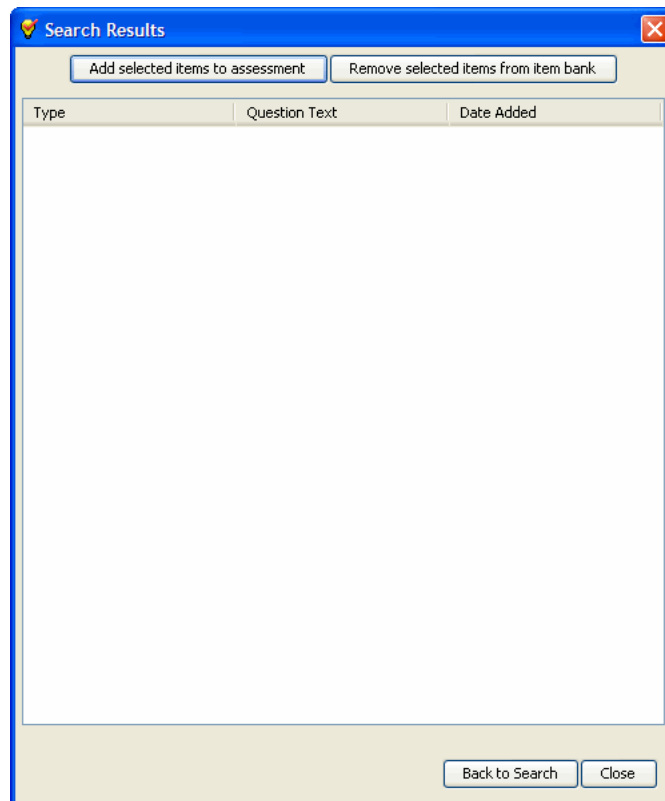 Search Results
Add selected items to assessment Remove selected items from item bank
Type Question Text Date Added
Back to Search Close